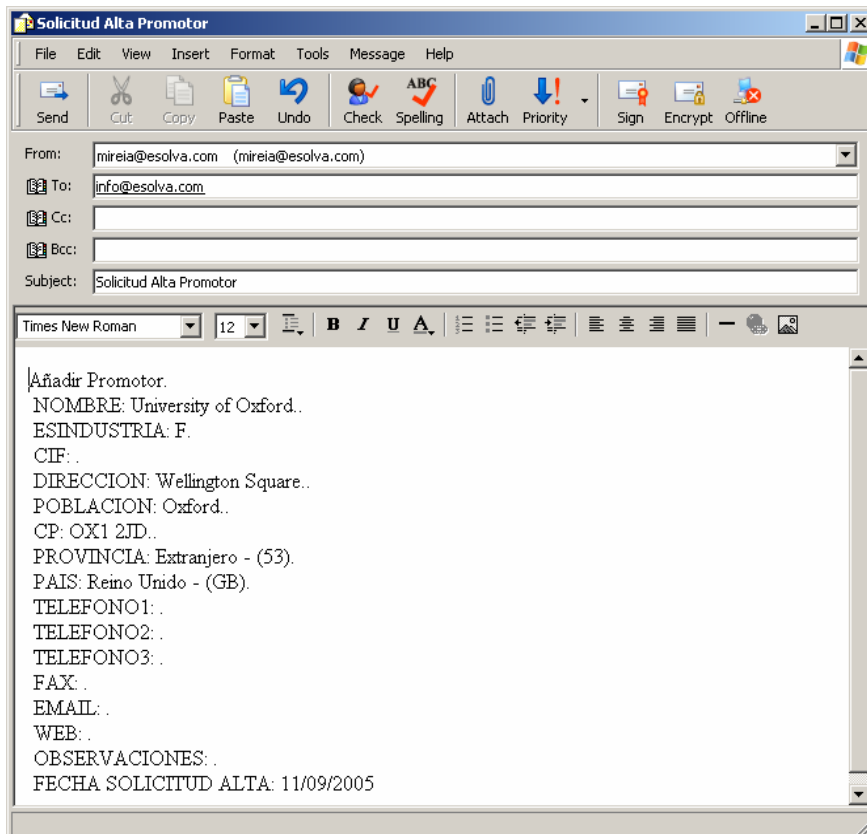 Solicitud Alta Promotor
File Edit View Insert Format Tools Message Help
ABC
Send Cut Copy Paste Undo Check Spelling Attach Priority Sign Encrypt Offline
From: mireia@esolva.com (mireia@esolva.com)
To: info@esolva.com
Cc:
Bcc:
Subject: Solicitud Alta Promotor
Times New Roman 12 B I U A
Añadir Promotor.
NOMBRE: University of Oxford..
ESINDUSTRIA: F.
CIF: .
DIRECCION: Wellington Square..
POBLACION: Oxford..
CP: OX1 2JD..
PROVINCIA: Extranjero - (53).
PAIS: Reino Unido - (GB).
TELEFONO1: .
TELEFONO2: .
TELEFONO3: .
FAX: .
EMAIL: .
WEB: .
OBSERVACIONES: .
FECHA SOLICITUD ALTA: 11/09/2005